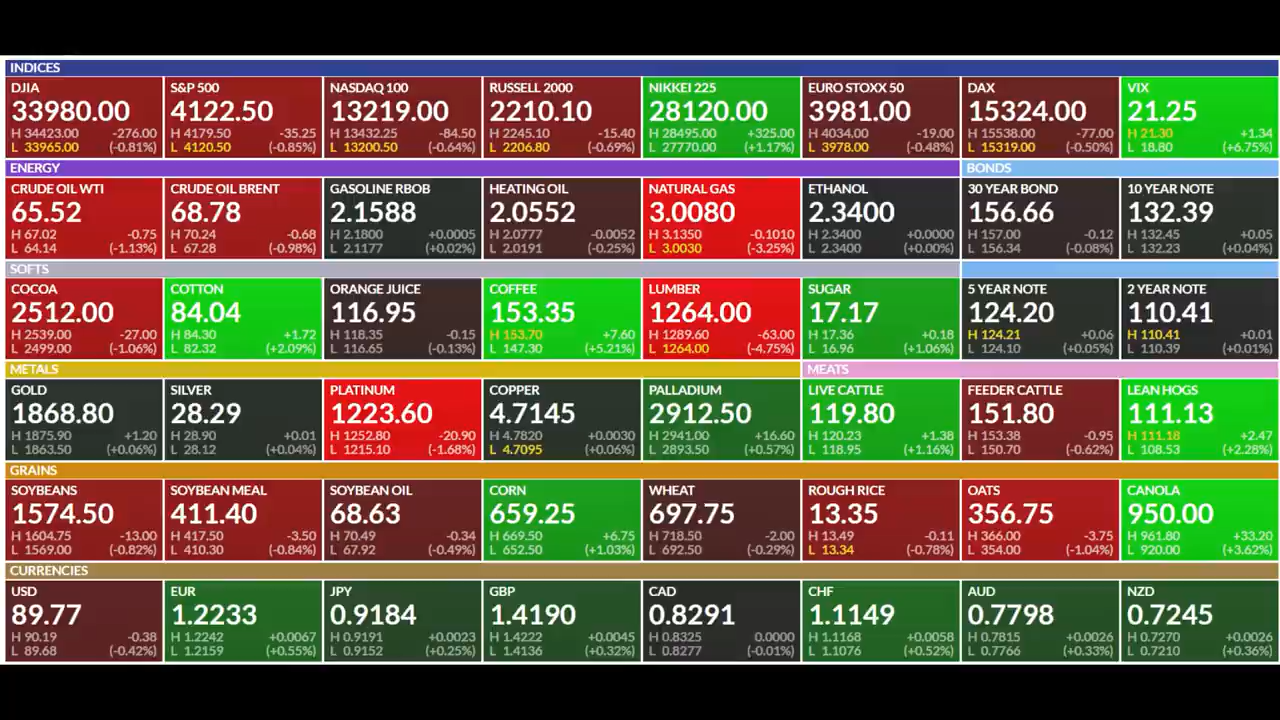 INDICES
DJIA S&P 500 NASDAQ 100 RUSSELL 2000 NIKKEI 225 EURO STOXX 50 DAX VIX
33980.00 4122.50 13219.00 2210.10 28120.00 3981.00 15324.00 21.25
H 34423.00 -276.00 H 4179.50 -35.25 H 13432.25 -84.50 H 2245.10 -15.40 H 28495.00 +325.00 H 4034.00 -19.00 H 15538.00 -77.00 H 21.30 +1.34
L 33965.00 (-0.81%) L 4120.50 (-0.85%) L 13200.50 (-0.64%) L 2206.80 (-0.69%) L 27770.00 (+1.17%) L 3978.00 (-0.48%) L 15319.00 (-0.50%) L 18.80 (+6.75%)
ENERGY BONDS
CRUDE OIL WTI CRUDE OIL BRENT GASOLINE RBOB HEATING OIL NATURAL GAS ETHANOL 30 YEAR BOND 10 YEAR NOTE
65.52 68.78 2.1588 2.0552 3.0080 2.3400 156.66 132.39
H 67.02 -0.75 H 70.24 -0.68 H 2.1800 +0.0005 H 2.0777 -0.0052 H 3.1350 -0.1010 H 2.3400 +0.0000 H 157.00 -0.12 H 132.45 +0.05
L 64.14 (-1.13%) L 67.28 (-0.98%) L 2.1177 (+0.02%) L 2.0191 (-0.25%) L 3.0030 (-3.25%) L 2.3400 (+0.00%) L 156.34 (-0.08%) L 132.23 (+0.04%)
SOFTS
COCOA COTTON ORANGE JUICE COFFEE LUMBER SUGAR 5 YEAR NOTE 2 YEAR NOTE
2512.00 84.04 116.95 153.35 1264.00 17.17 124.20 110.41
H 2539.00 -27.00 H 84.30 +1.72 H 118.35 -0.15 H 153.70 +7.60 H 1289.60 -63.00 H 17.36 +0.18 H 124.21 +0.06 H 110.41 +0.01
L 2499.00 (-1.06%) L 82.32 (+2.09%) L 116.65 (-0.13%) L 147.30 (+5.21%) L 1264.00 (-4.75%) L 16.96 (+1.06%) L 124.10 (+0.05%) L 110.39 (+0.01%)
METALS MEATS
GOLD SILVER PLATINUM COPPER PALLADIUM LIVE CATTLE FEEDER CATTLE LEAN HOGS
1868.80 28.29 1223.60 4.7145 2912.50 119.80 151.80 111.13
H 1875.90 +1.20 H 28.90 +0.01 H 1252.80 -20.90 H 4.7820 +0.0030 H 2941.00 +16.60 H 120.23 +1.38 H 153.38 -0.95 H 111.18 +2.47
L 1863.50 (+0.06%) L 28.12 (+0.04%) L 1215.10 (-1.68%) L 4.7095 (+0.06%) L 2893.50 (+0.57%) L 118.95 (+1.16%) L 150.70 (-0.62%) L 108.53 (+2.28%)
GRAINS
SOYBEANS SOYBEAN MEAL SOYBEAN OIL CORN WHEAT ROUGH RICE OATS CANOLA
1574.50 411.40 68.63 659.25 697.75 13.35 356.75 950.00
H 1604.75 -13.00 H 417.50 -3.50 H 70.49 -0.34 H 669.50 +6.75 H 718.50 -2.00 H 13.49 -0.11 H 366.00 -3.75 H 961.80 +33.20
L 1569.00 (-0.82%) L 410.30 (-0.84%) L 67.92 (-0.49%) L 652.50 (+1.03%) L 692.50 (-0.29%) L 13.34 (-0.78%) L 354.00 (-1.04%) L 920.00 (+3.62%)
CURRENCIES
USD EUR JPY GBP CAD CHF AUD NZD
89.77 1.2233 0.9184 1.4190 0.8291 1.1149 0.7798 0.7245
H 90.19 -0.38 H 1.2242 +0.0067 H 0.9191 +0.0023 H 1.4222 +0.0045 H 0.8325 0.0000 H 1.1168 +0.0058 H 0.7815 +0.0026 H 0.7270 +0.0026
L 89.68 (-0.42%) L 1.2159 (+0.55%) L 0.9152 (+0.25%) L 1.4136 (+0.32%) L 0.8277 (-0.01%) L 1.1076 (+0.52%) L 0.7766 (+0.33%) L 0.7210 (+0.36%)